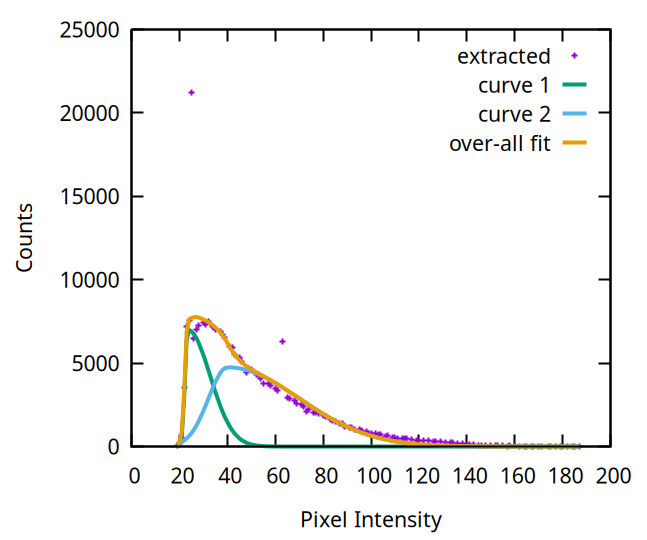 25000
20000
15000
10000
5000
0
extracted
curve 1
curve 2
over-all fit
Counts
0 20 40 60 80 100 120 140 160 180 200
Pixel Intensity